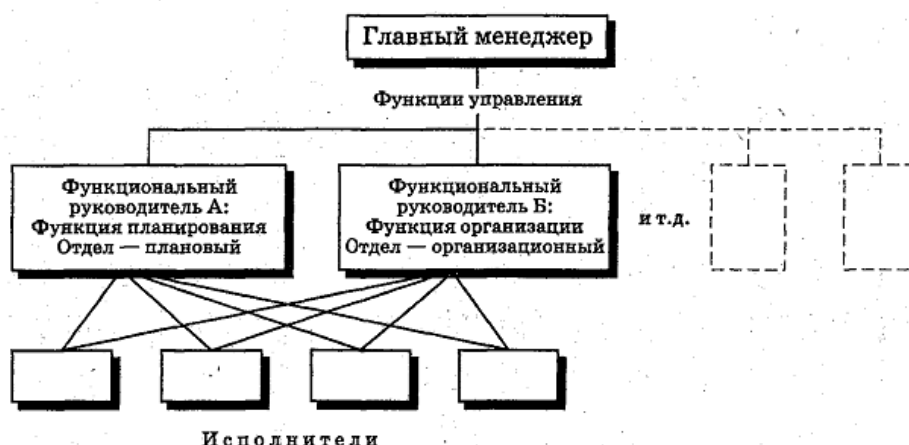 Главный менеджер
Функции управления
Функциональный
руководитель А:
Функция планирования
Отдел — плановый
Функциональный
руководитель Б:
Функция организации
Отдел — организационный
и т.д.
Исполнители